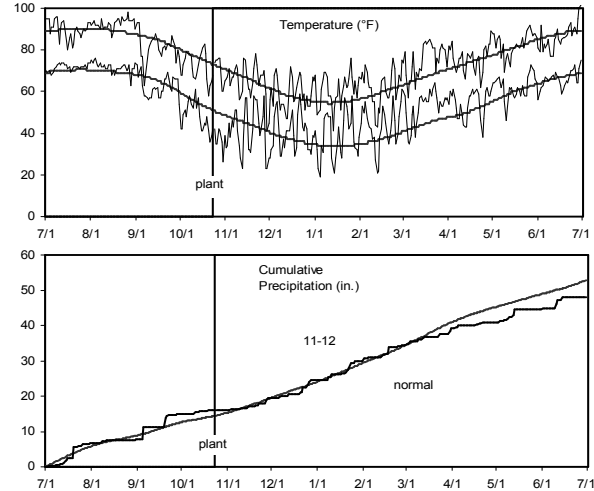 Temperature (°F)
100
80
60
40
20
0
plant
7/1 8/1 9/1 10/1 11/1 12/1 1/1 2/1 3/1 4/1 5/1 6/1 7/1
Cumulative
Precipitation (in.)
60
50
40
30
20
10
0
11-12
normal
plant
7/1 8/1 9/1 10/1 11/1 12/1 1/1 2/1 3/1 4/1 5/1 6/1 7/1